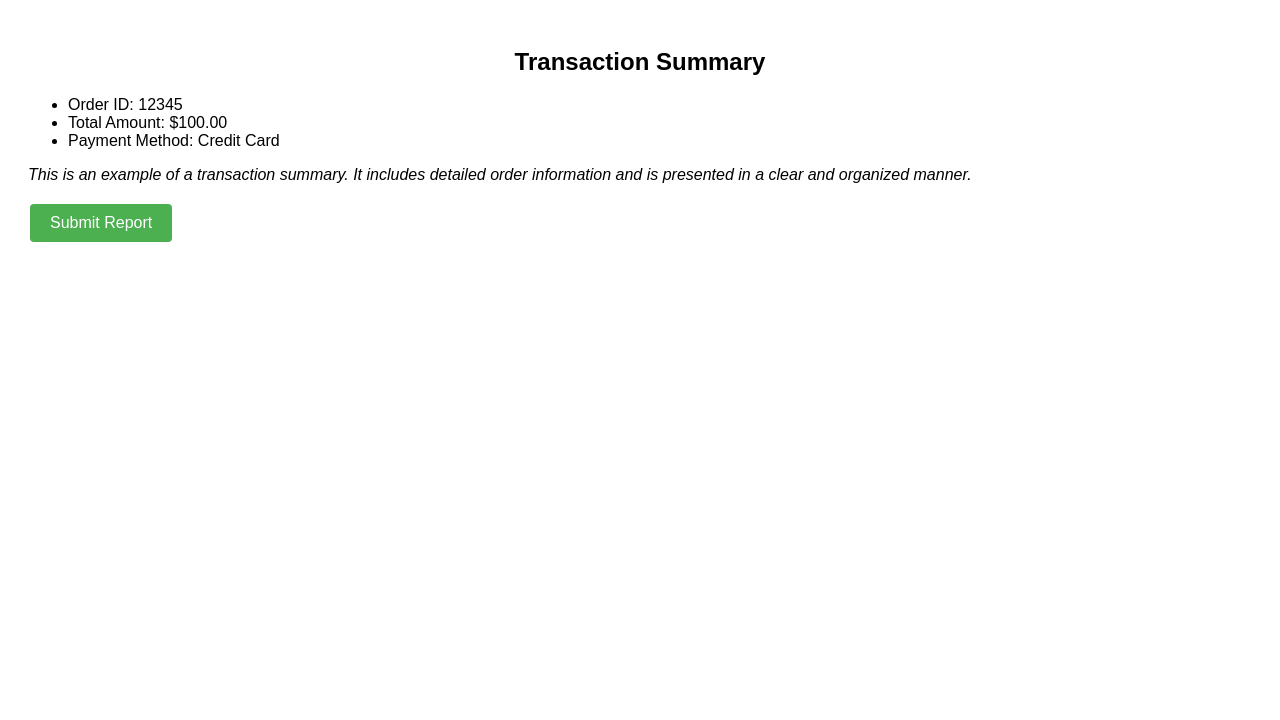 Transaction Summary
Order ID: 12345
Total Amount: $100.00
Payment Method: Credit Card
This is an example of a transaction summary. It includes detailed order information and is presented in a clear and organized manner.
Submit Report